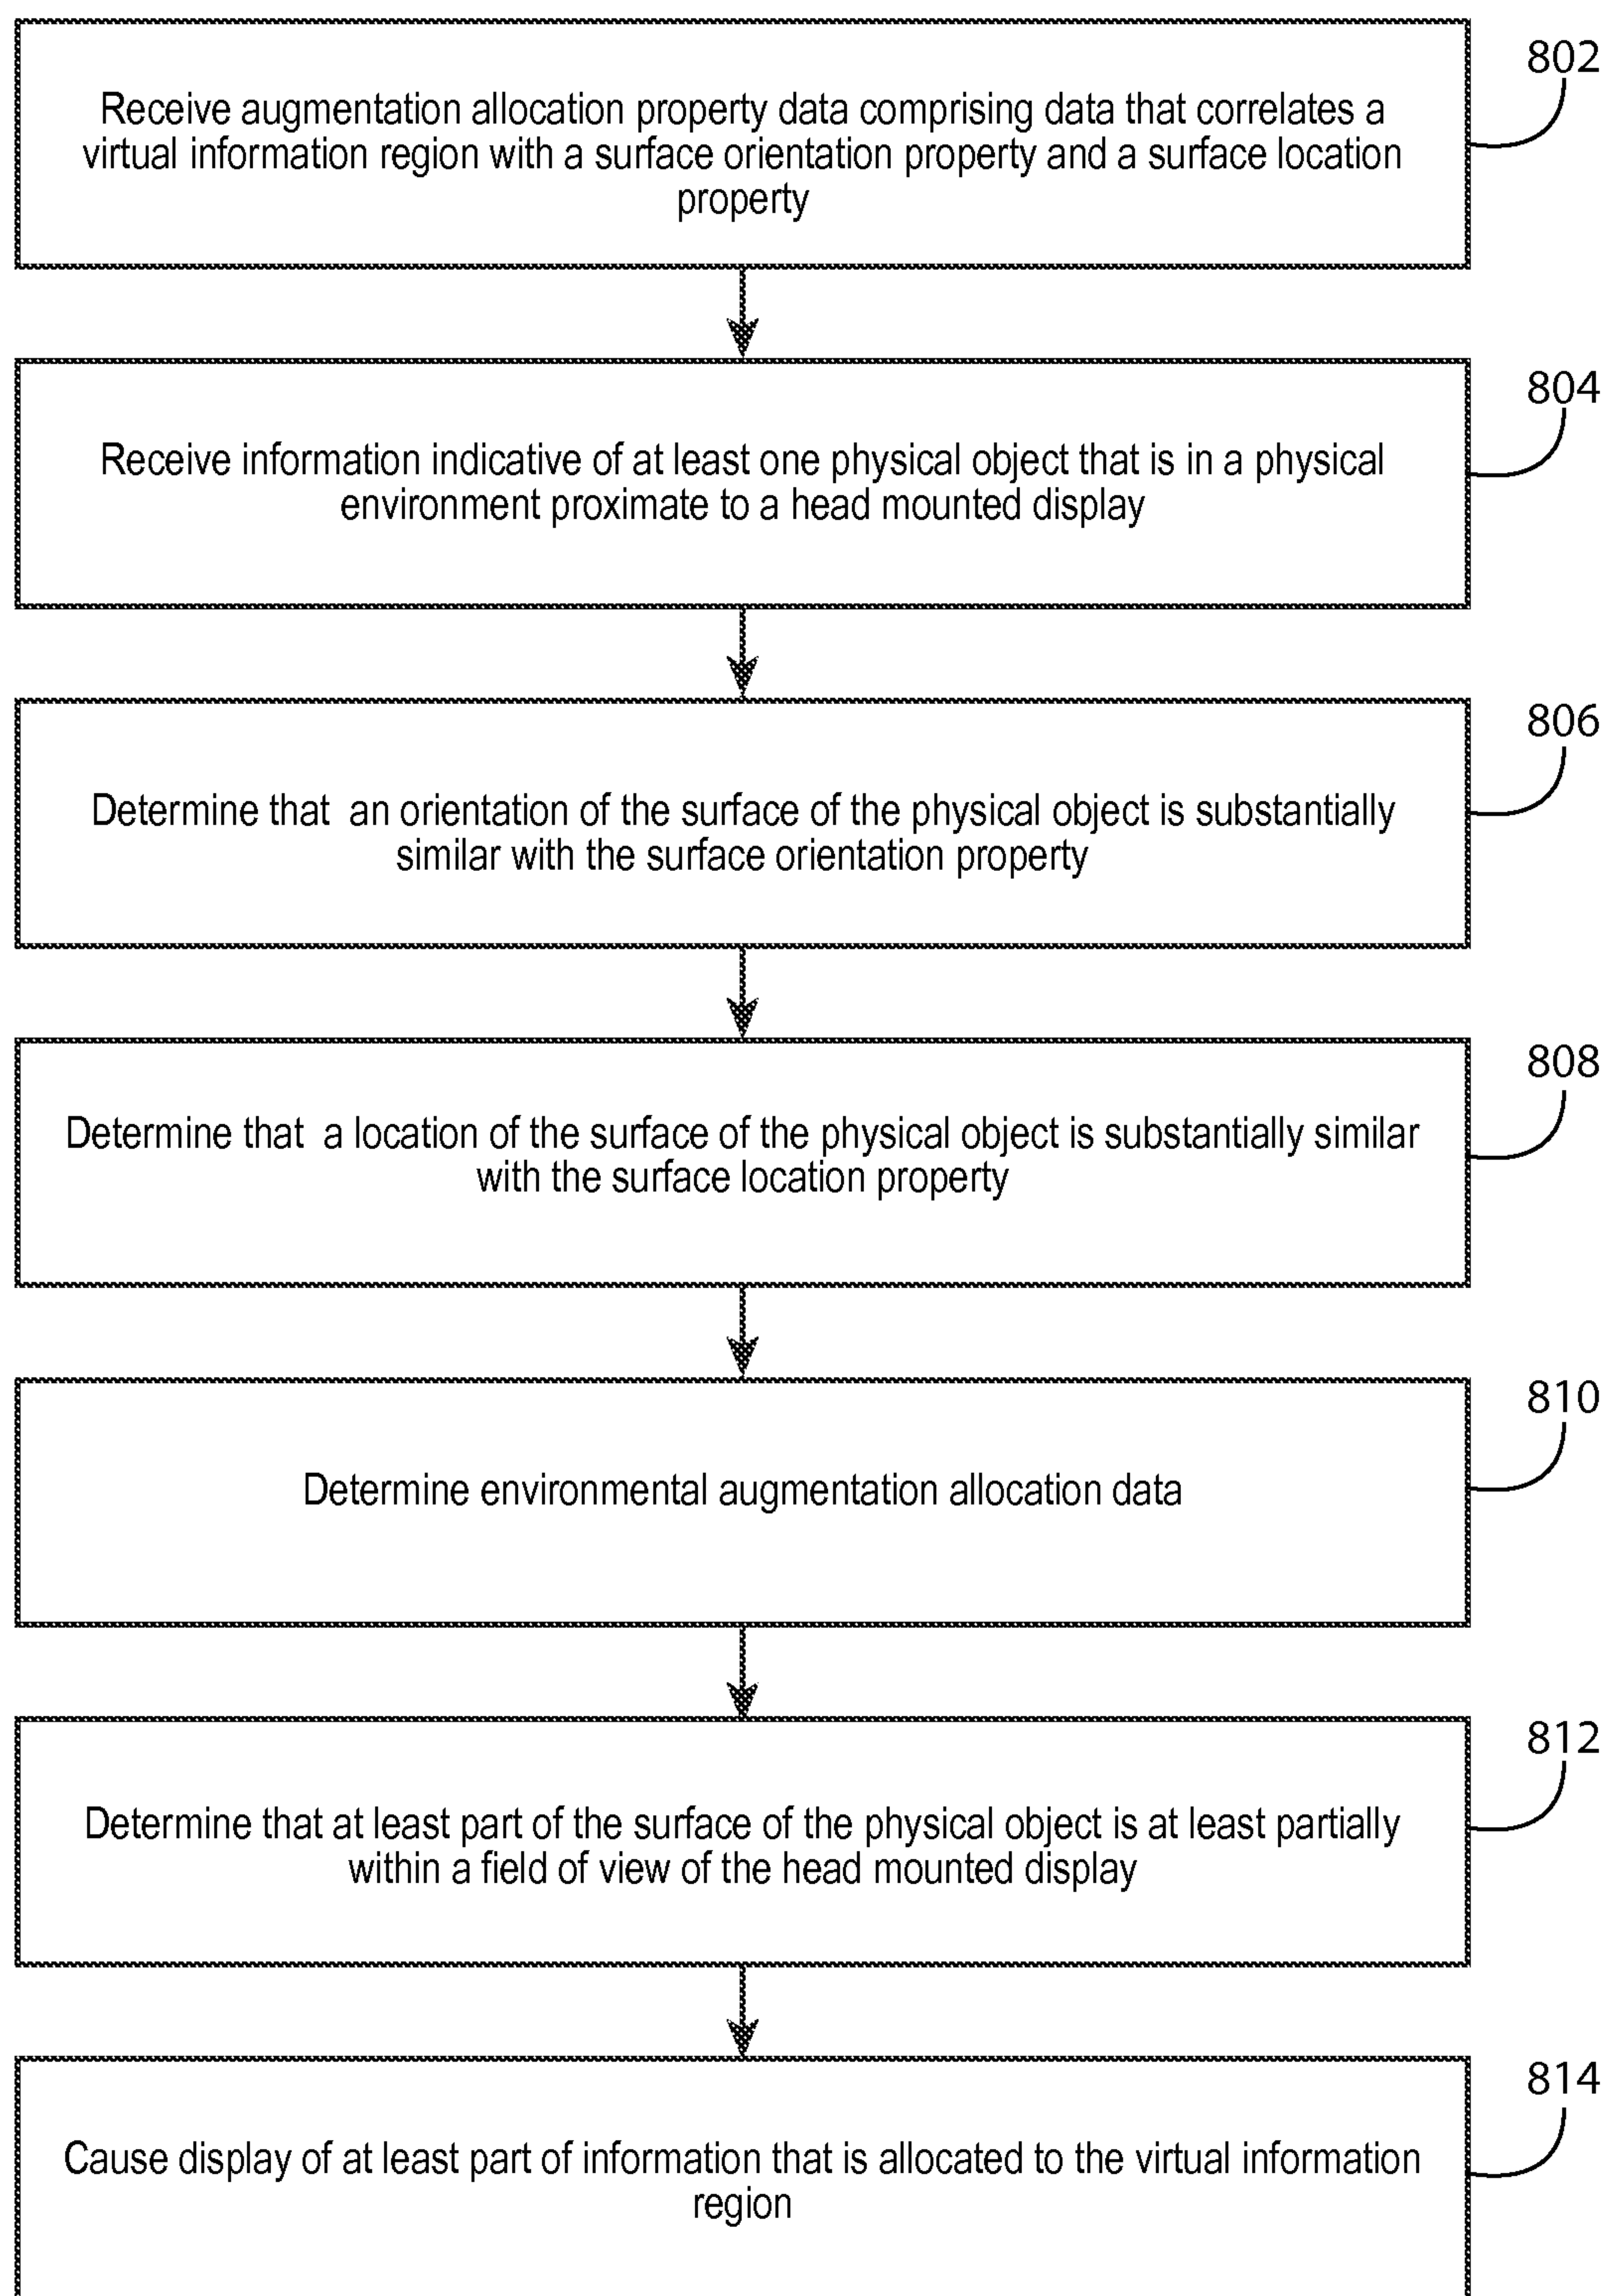 802
Receive augmentation allocation property data comprising data that correlates a
virtual information region with a surface orientation property and a surface location
property
804
Receive information indicative of at least one physical object that is in a physical
environment proximate to a head mounted display
806
Determine that  an orientation of the surface of the physical object is substantially
similar with the surface orientation property
808
Determine that  a location of the surface of the physical object is substantially similar
with the surface location property
810
Determine environmental augmentation allocation data
812
Determine that at least part of the surface of the physical object is at least partially
within a field of view of the head mounted display
814
Cause display of at least part of information that is allocated to the virtual information
region